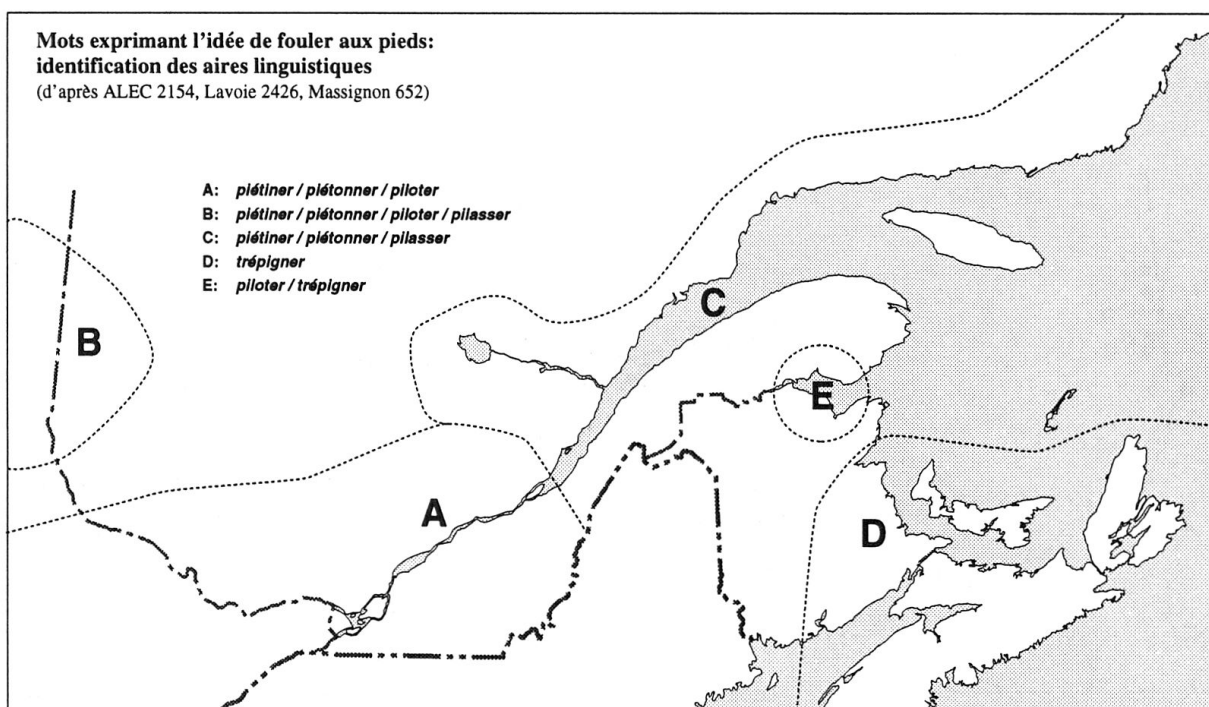 Mots exprimant l'idée de fouler aux pieds:
identification des aires linguistiques
(d'après ALEC 2154, Lavoie 2426, Massignon 652)
A: piétiner / piétonner / piloter
B: piétiner / piétonner / piloter / pilasser
C: piétiner / piétonner / pilasser
D: trépigner
E: piloter / trépigner
B
C
E
A
D